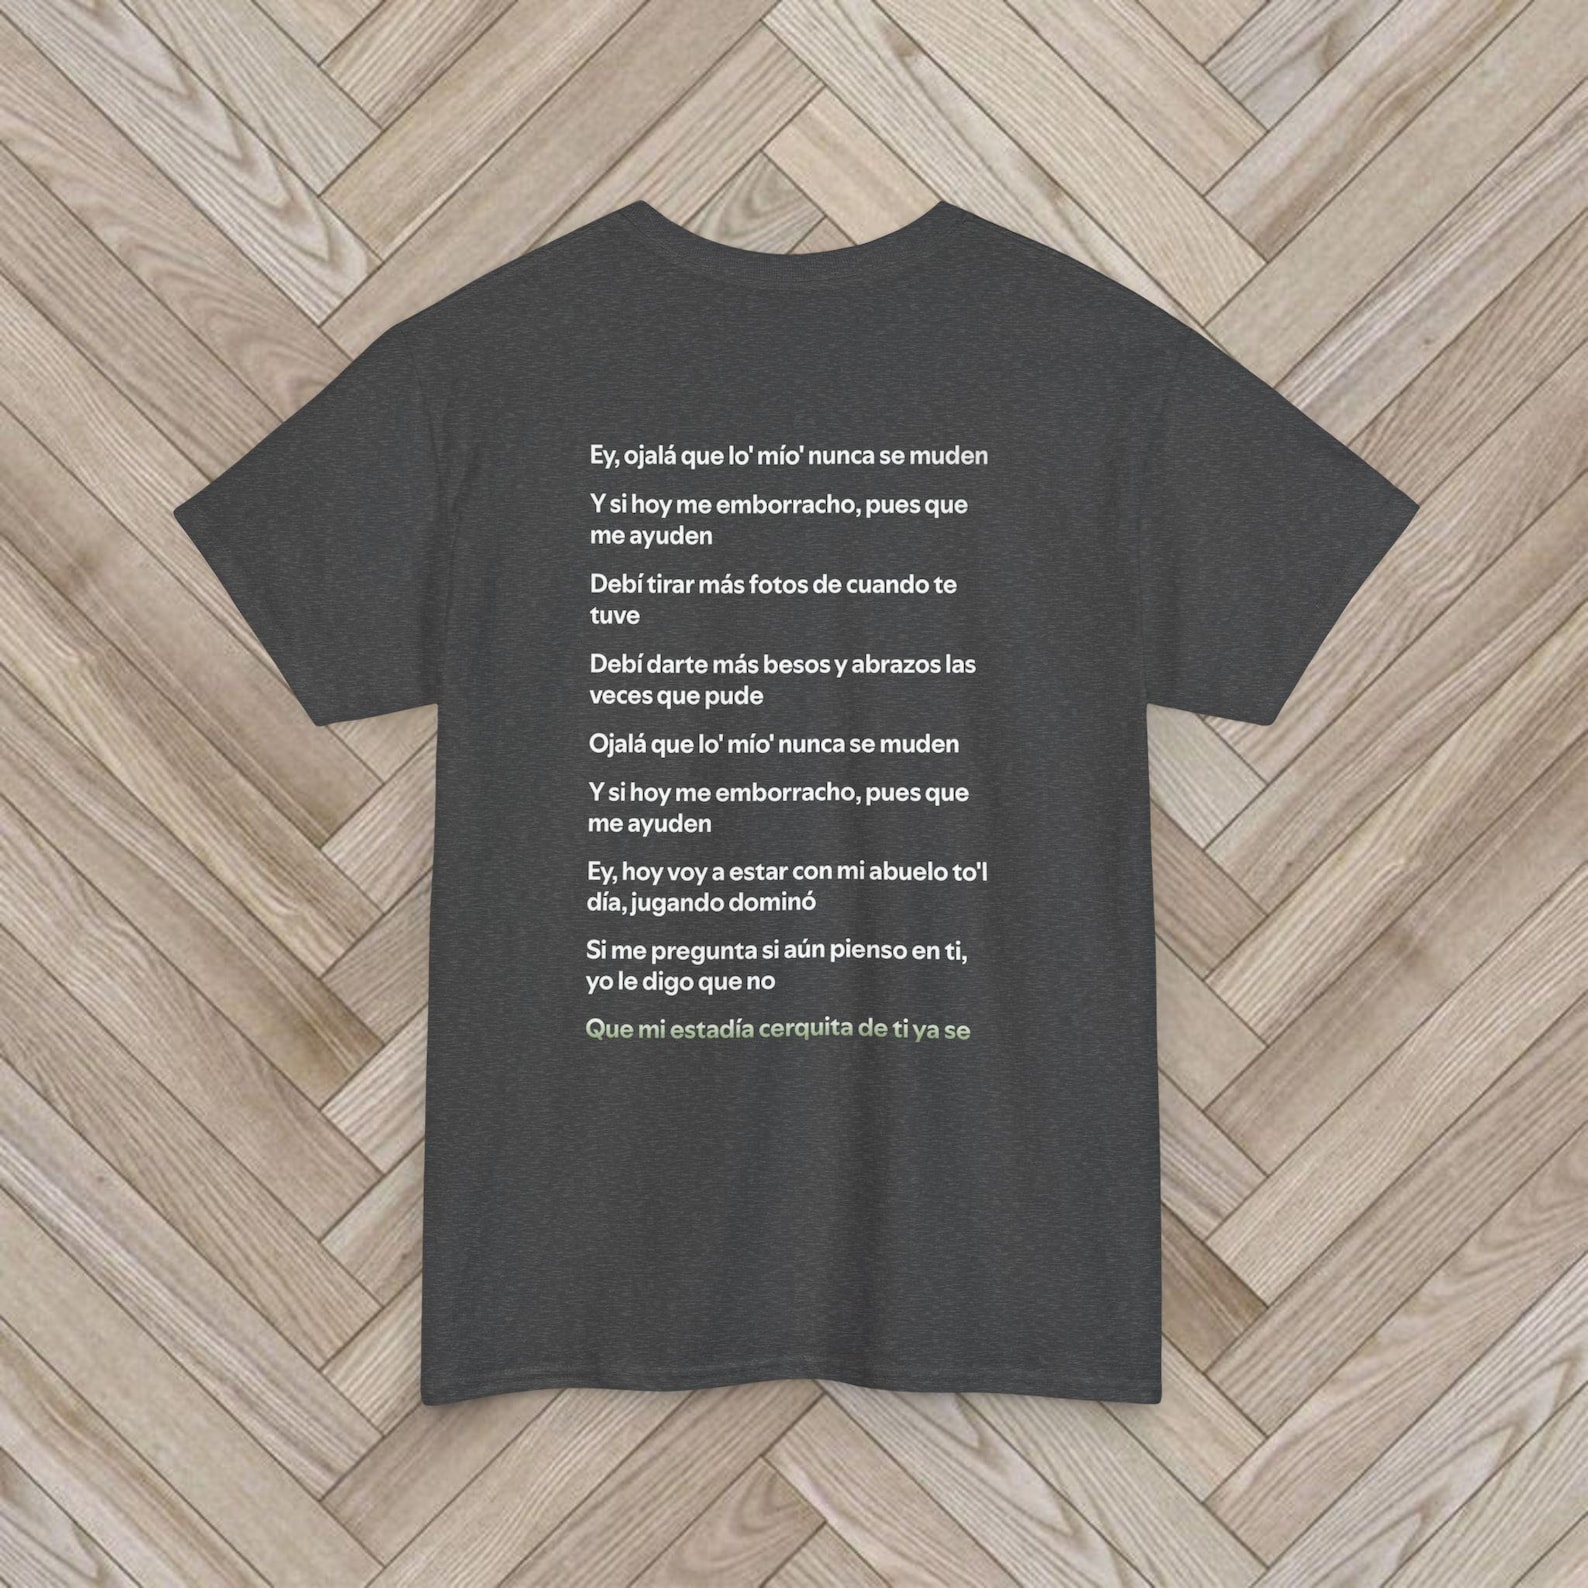 Ey, ojalá que lo' mío' nunca se muden
Y si hoy me emborracho, pues que
me ayuden
Debí tirar más fotos de cuando te
tuve
Debí darte más besos y abrazos las
veces que pude
Ojalá que lo' mío' nunca se muden
Y si hoy me emborracho, pues que
me ayuden
Ey, hoy voy a estar con mi abuelo to'l
día, jugando dominó
Si me pregunta si aún pienso en ti,
yo le digo que no
Que mi estadía cerquita de ti ya se